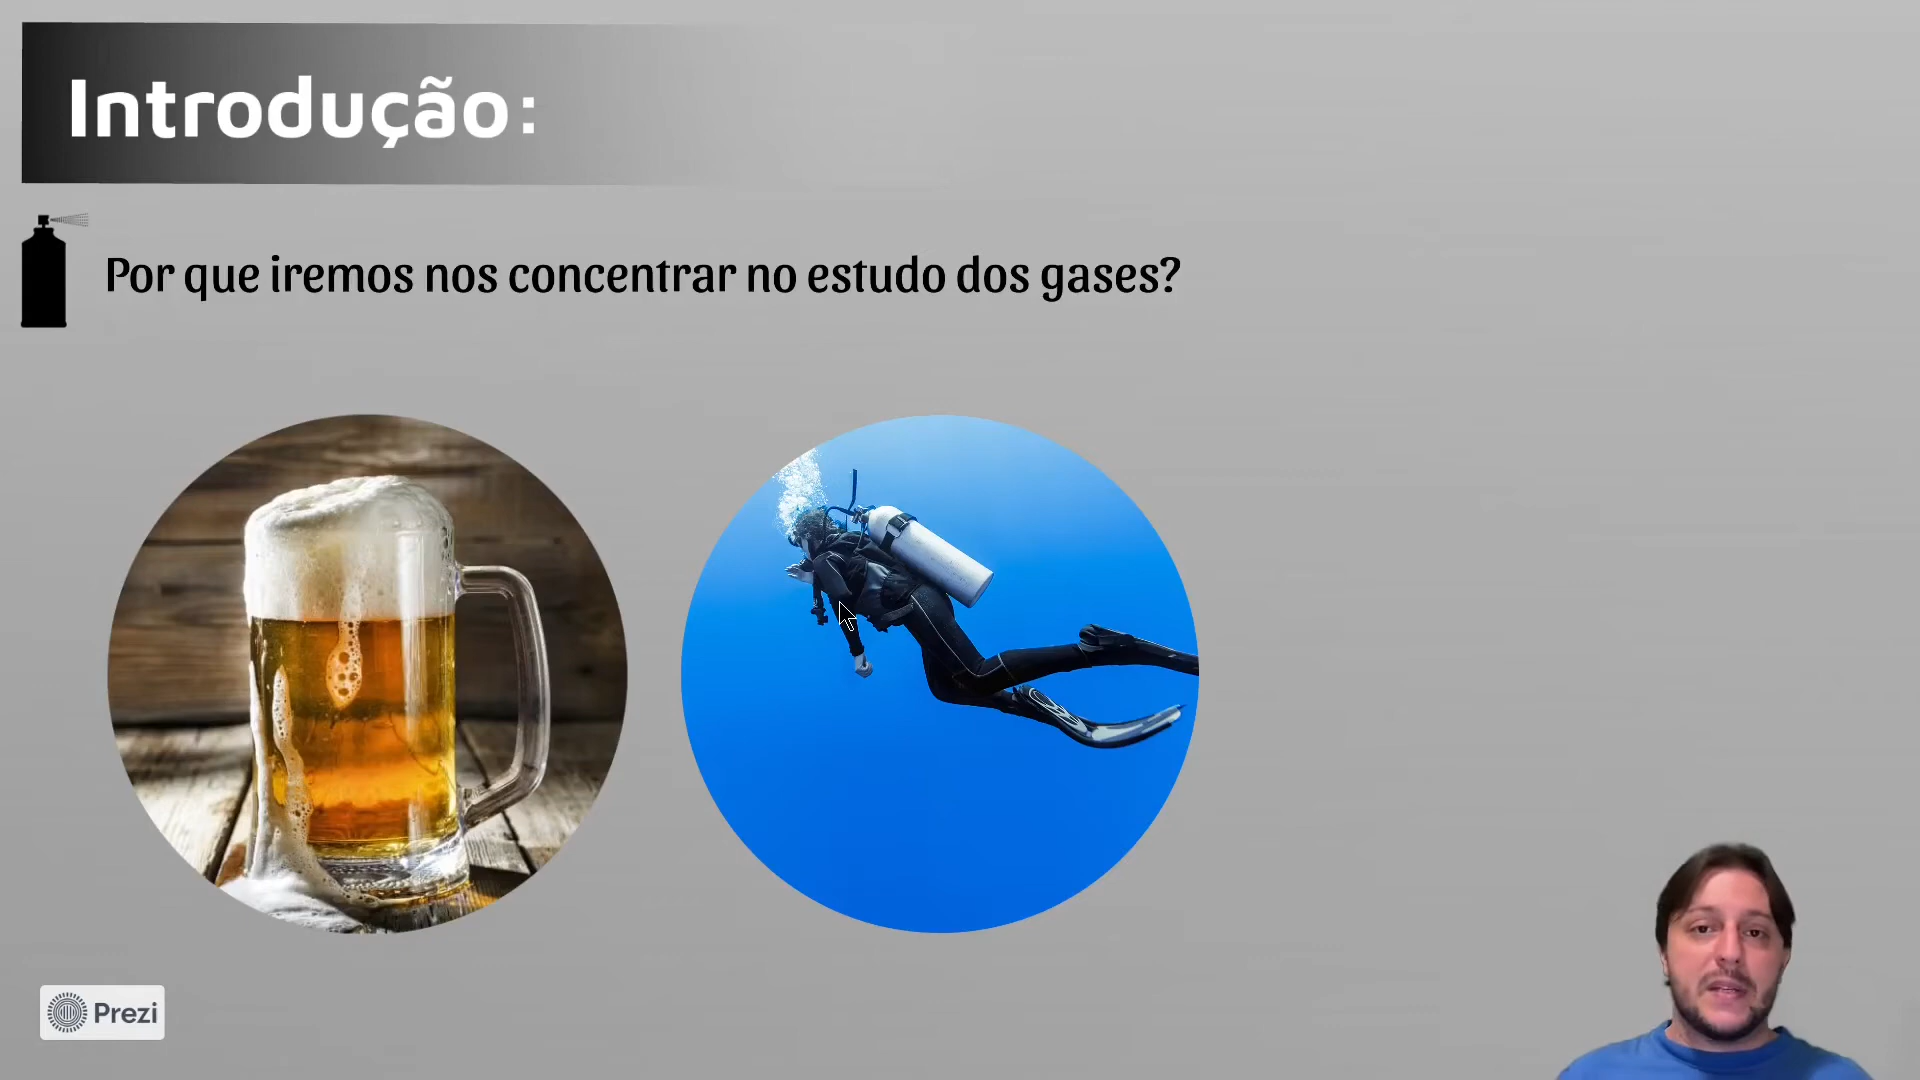 Introdução:
Por que iremos nos concentrar no estudo dos gases?
Prezi